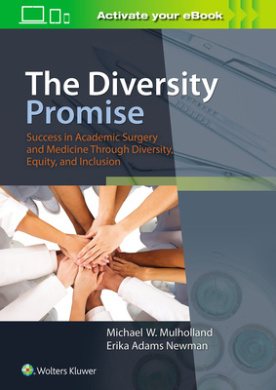 Activate your eBook
The Diversity
Promise
Success in Academic Surgery
and Medicine Through Diversity,
Equity, and Inclusion
Michael W. Mulholland
Erika Adams Newman
Wolters Kluwer